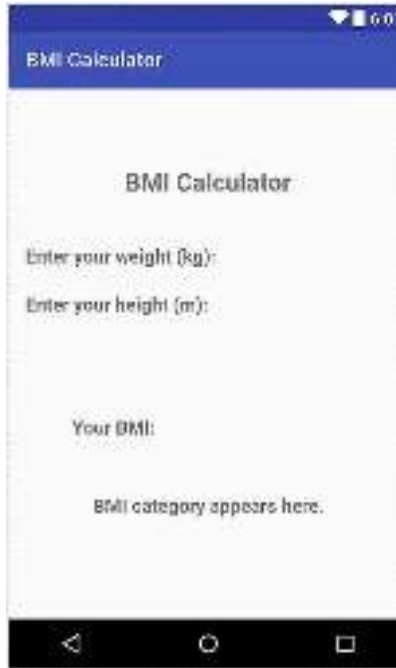 BMI Calculator
BMI Calculator
Enter your weight (kg):
Enter your height (m):
Your BMI:
BMI category appears here.